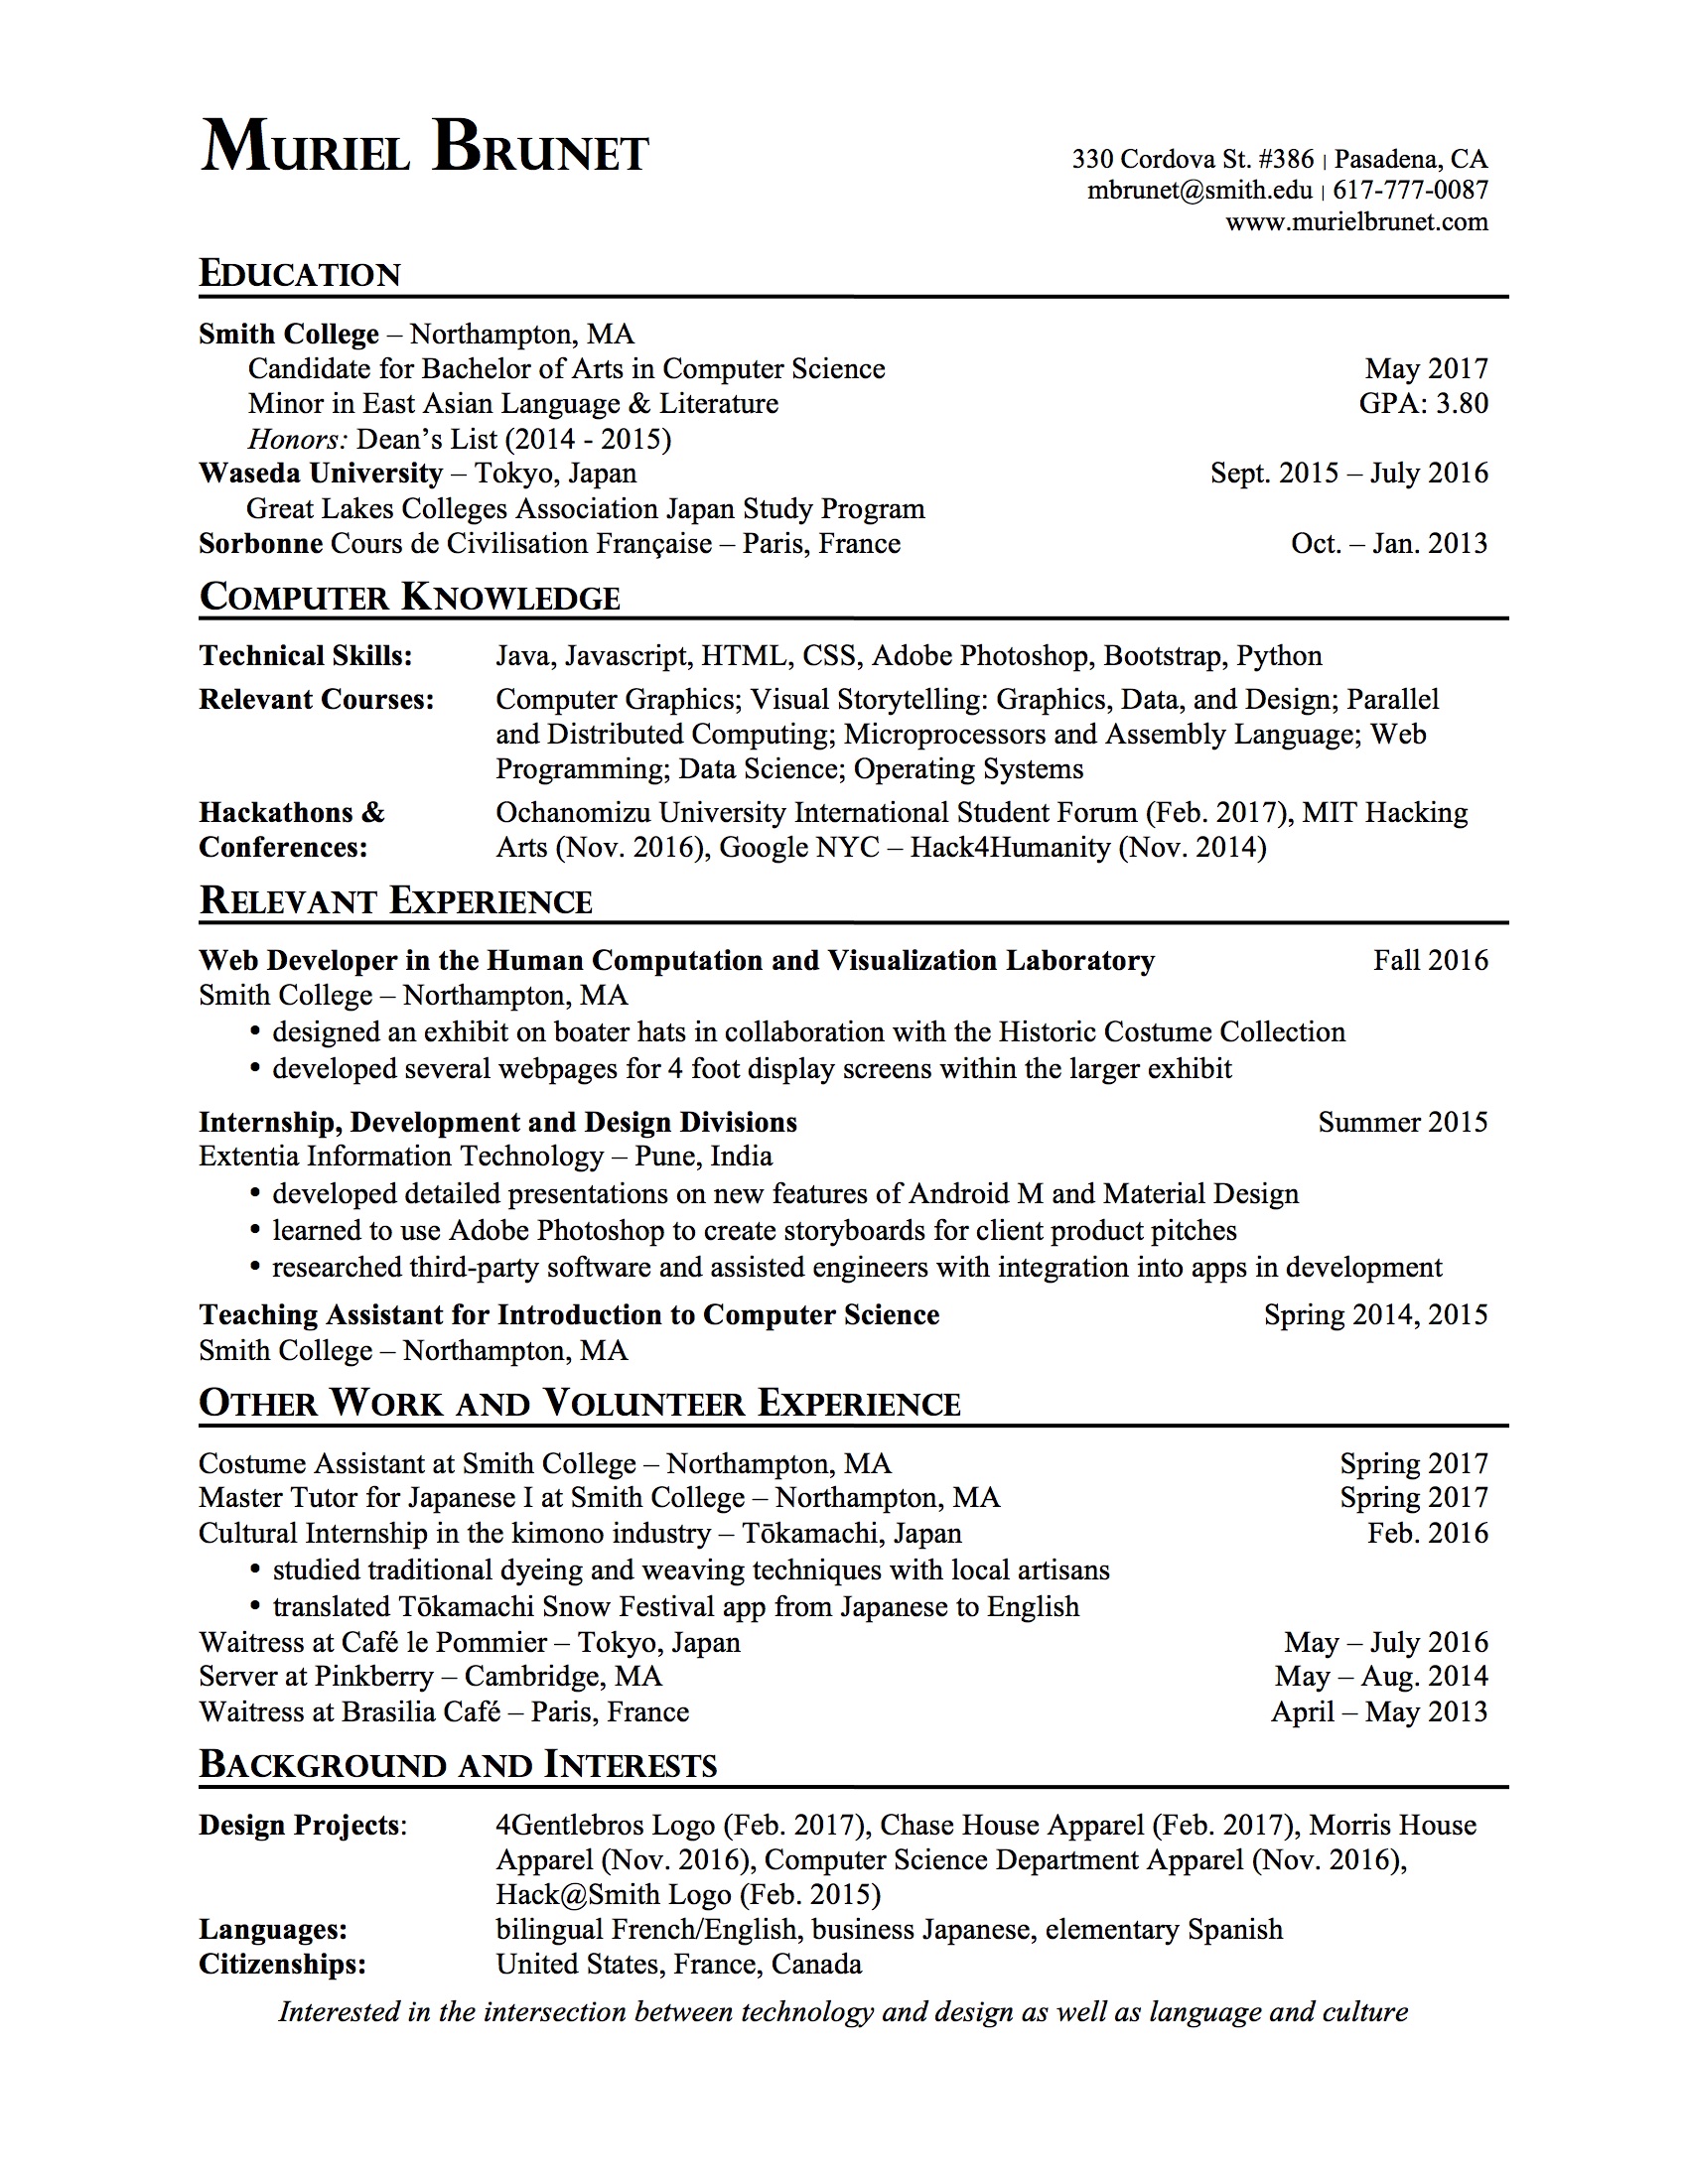 MURIEL BRUNET
330 Cordova St. #386 | Pasadena, CA
mbrunet@smith.edu | 617-777-0087
www.murielbrunet.com
EDUCATION
Smith College – Northampton, MA
Candidate for Bachelor of Arts in Computer Science May 2017
Minor in East Asian Language & Literature GPA: 3.80
Honors: Dean’s List (2014 - 2015)
Waseda University – Tokyo, Japan Sept. 2015 – July 2016
Great Lakes Colleges Association Japan Study Program
Sorbonne Cours de Civilisation Française – Paris, France Oct. – Jan. 2013
COMPUTER KNOWLEDGE
Technical Skills: Java, Javascript, HTML, CSS, Adobe Photoshop, Bootstrap, Python
Relevant Courses: Computer Graphics; Visual Storytelling: Graphics, Data, and Design; Parallel
and Distributed Computing; Microprocessors and Assembly Language; Web
Programming; Data Science; Operating Systems
Hackathons & Ochanomizu University International Student Forum (Feb. 2017), MIT Hacking
Conferences: Arts (Nov. 2016), Google NYC – Hack4Humanity (Nov. 2014)
RELEVANT EXPERIENCE
Web Developer in the Human Computation and Visualization Laboratory Fall 2016
Smith College – Northampton, MA
• designed an exhibit on boater hats in collaboration with the Historic Costume Collection
• developed several webpages for 4 foot display screens within the larger exhibit
Internship, Development and Design Divisions Summer 2015
Extentia Information Technology – Pune, India
• developed detailed presentations on new features of Android M and Material Design
• learned to use Adobe Photoshop to create storyboards for client product pitches
• researched third-party software and assisted engineers with integration into apps in development
Teaching Assistant for Introduction to Computer Science Spring 2014, 2015
Smith College – Northampton, MA
OTHER WORK AND VOLUNTEER EXPERIENCE
Costume Assistant at Smith College – Northampton, MA Spring 2017
Master Tutor for Japanese I at Smith College – Northampton, MA Spring 2017
Cultural Internship in the kimono industry – Tōkamachi, Japan Feb. 2016
• studied traditional dyeing and weaving techniques with local artisans
• translated Tōkamachi Snow Festival app from Japanese to English
Waitress at Café le Pommier – Tokyo, Japan May – July 2016
Server at Pinkberry – Cambridge, MA May – Aug. 2014
Waitress at Brasilia Café – Paris, France April – May 2013
BACKGROUND AND INTERESTS
Design Projects: 4Gentlebros Logo (Feb. 2017), Chase House Apparel (Feb. 2017), Morris House
Apparel (Nov. 2016), Computer Science Department Apparel (Nov. 2016),
Hack@Smith Logo (Feb. 2015)
Languages: bilingual French/English, business Japanese, elementary Spanish
Citizenships: United States, France, Canada
Interested in the intersection between technology and design as well as language and culture